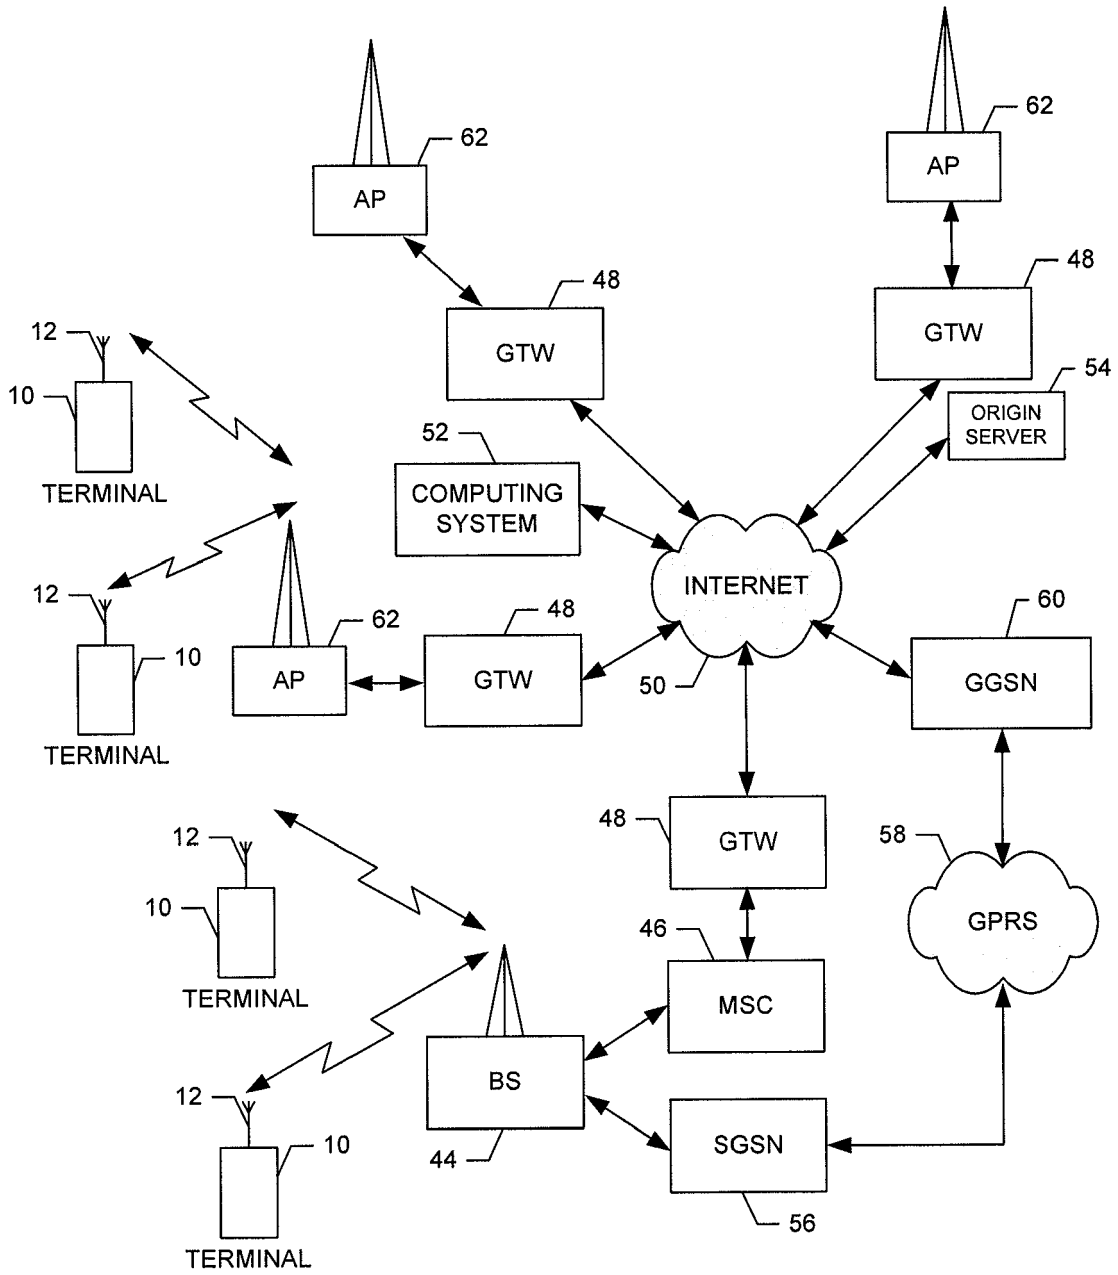 62
AP
62
AP
48
GTW
48
GTW
12
10
TERMINAL
54
ORIGIN
SERVER
52
COMPUTING
SYSTEM
INTERNET
50
12
10
TERMINAL
62
AP
48
GTW
60
GGSN
48
GTW
58
GPRS
12
10
TERMINAL
46
MSC
BS
44
SGSN
56
12
10
TERMINAL